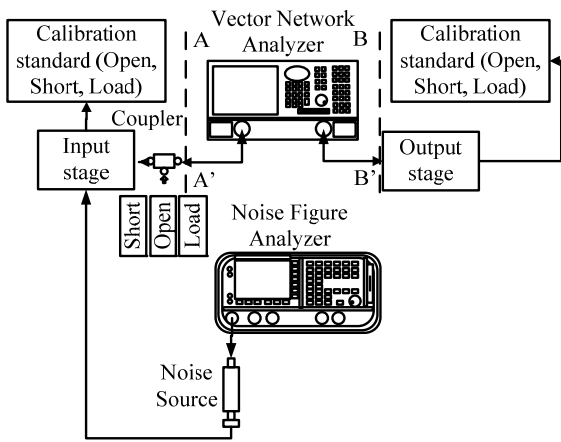 Calibration
standard (Open,
Short, Load)
A
Vector Network
Analyzer
B
Calibration
standard (Open,
Short, Load)
Coupler
Input
stage
A'
B'
Output
stage
Short
Open
Load
Noise Figure
Analyzer
Noise
Source